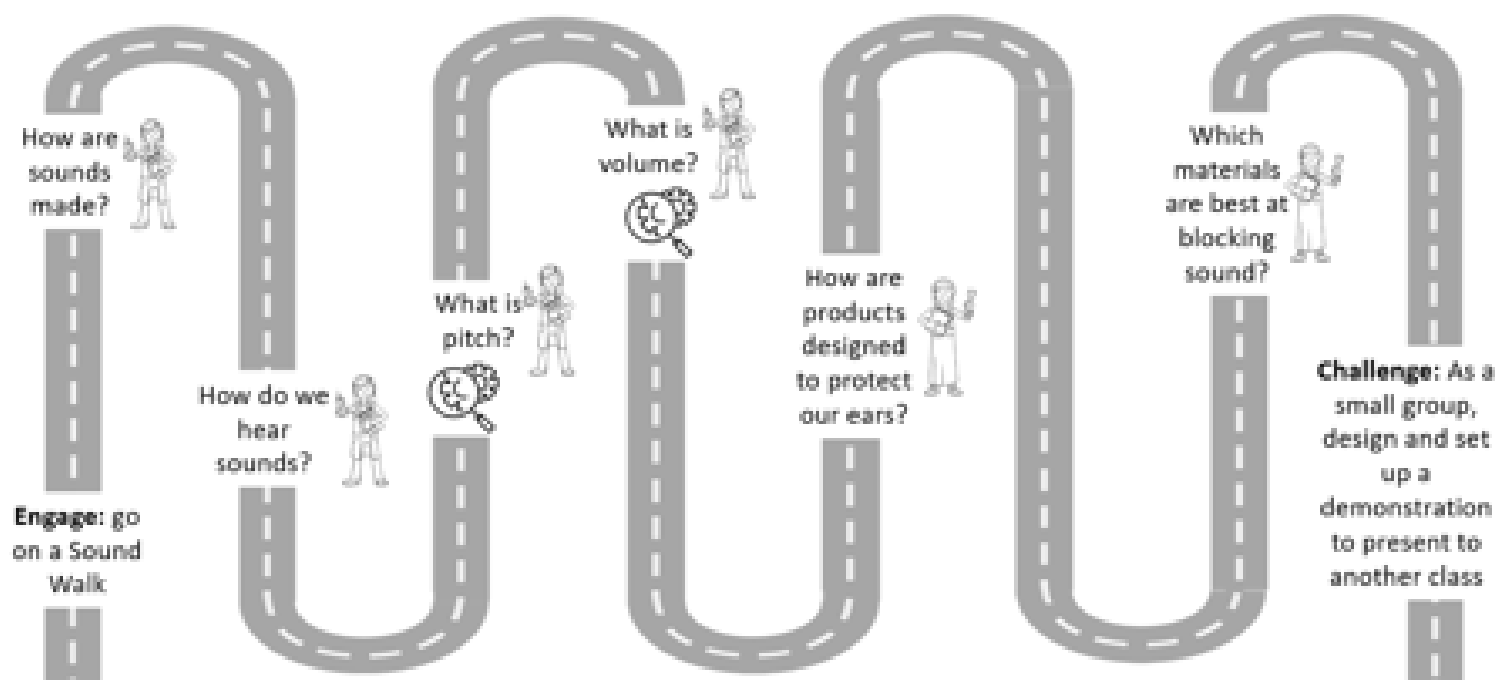 Engage: go
on a Sound
Walk
How are
sounds
made?
How do we
hear
sounds?
What is
pitch?
What is
volume?
How are
products
designed
to protect
our ears?
Which
materials
are best at
blocking
sound?
Challenge: As a
small group,
design and set
up a
demonstration
to present to
another class